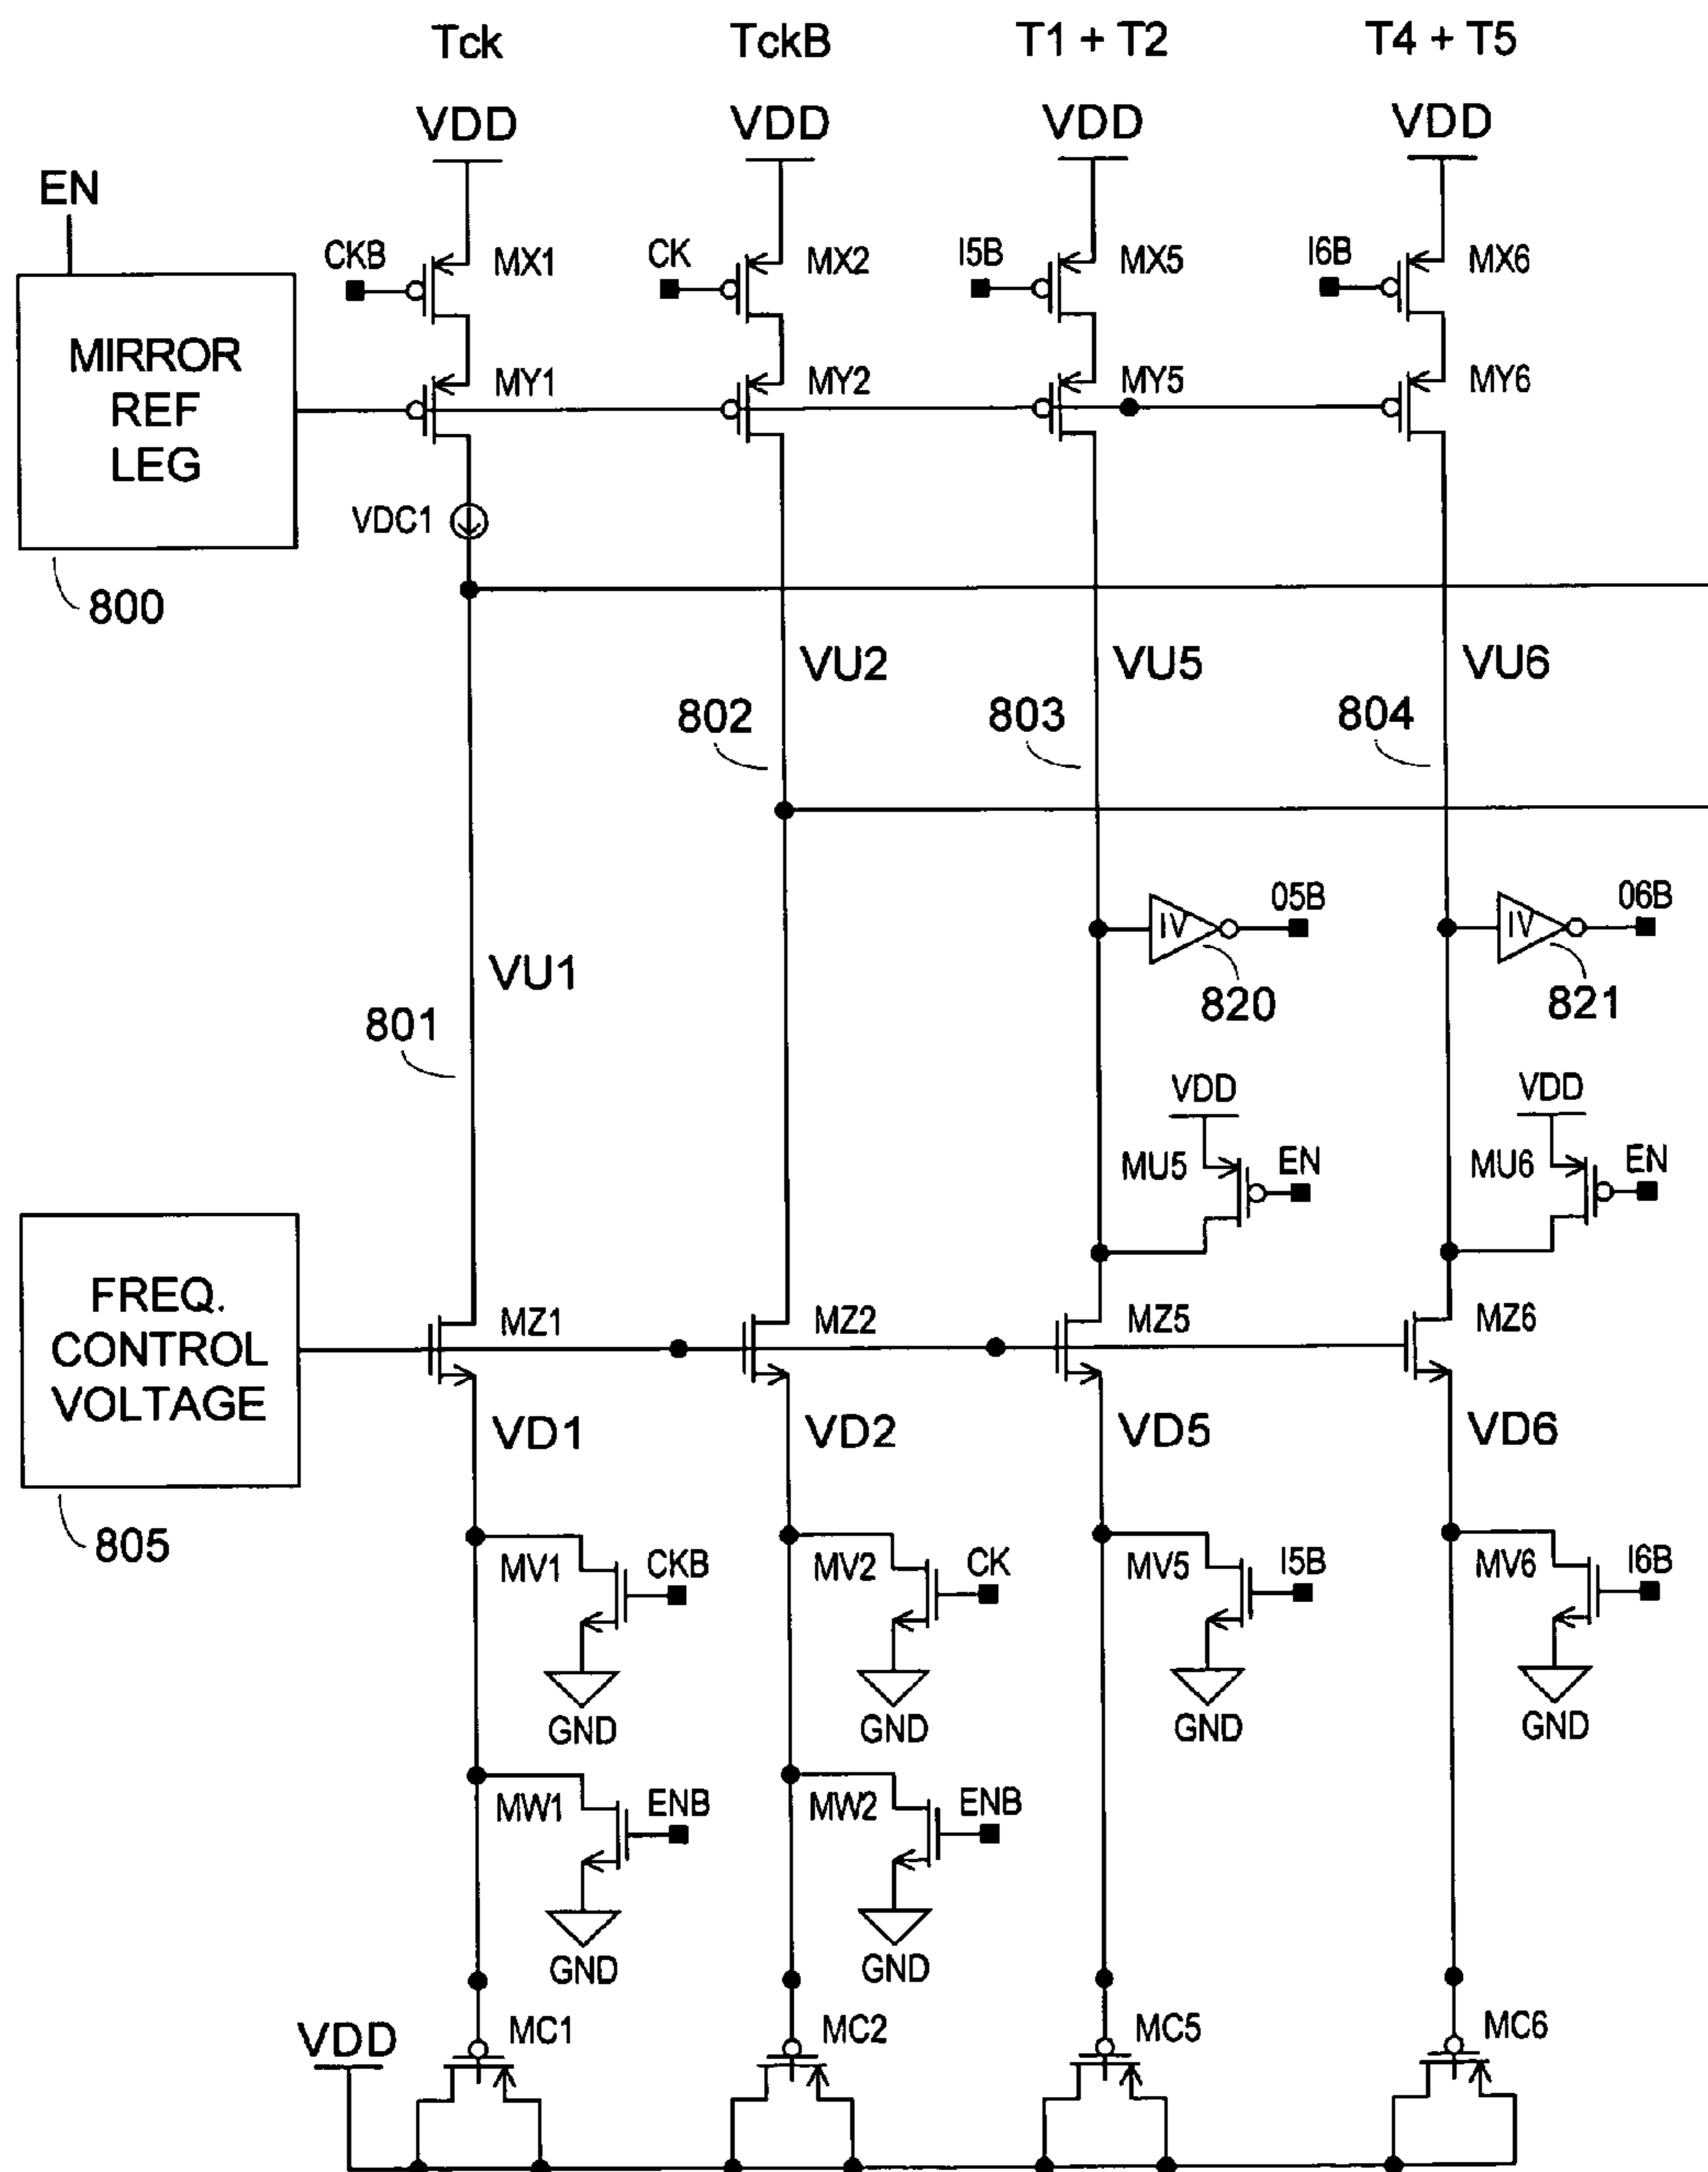 Tck TckB T1 + T2 T4 + T5
VDD VDD VDD VDD
EN
CKB MX1 CK MX2 I5B MX5 I6B MX6
MIRROR
REF
LEG
MY1 MY2 MY5 MY6
VDC1
800
VU2 VU5 VU6
802 803 804
05B 06B
IV IV
VU1
820 821
801
VDD VDD
MU5 EN MU6 EN
FREQ.
CONTROL
VOLTAGE
MZ1 MZ2 MZ5 MZ6
VD1 VD2 VD5 VD6
805
MV1 CKB MV2 CK MV5 I5B MV6 I6B
GND GND GND GND
MW1 ENB MW2 ENB
GND GND
VDD MC1 MC2 MC5 MC6